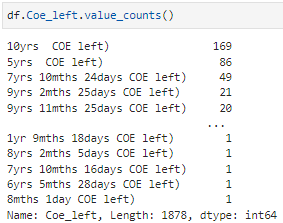 df.Coe_left.value_counts()
10yrs  COE left)    169
5yrs  COE left)    86
7yrs 10mths 24days COE left)    49
9yrs 2mths 25days COE left)    21
9yrs 11mths 25days COE left)    20
...
1yr 9mths 18days COE left)    1
8yrs 2mths 5days COE left)    1
7yrs 10mths 16days COE left)    1
6yrs 5mths 28days COE left)    1
8mths 1day COE left)    1
Name: Coe_left, Length: 1878, dtype: int64